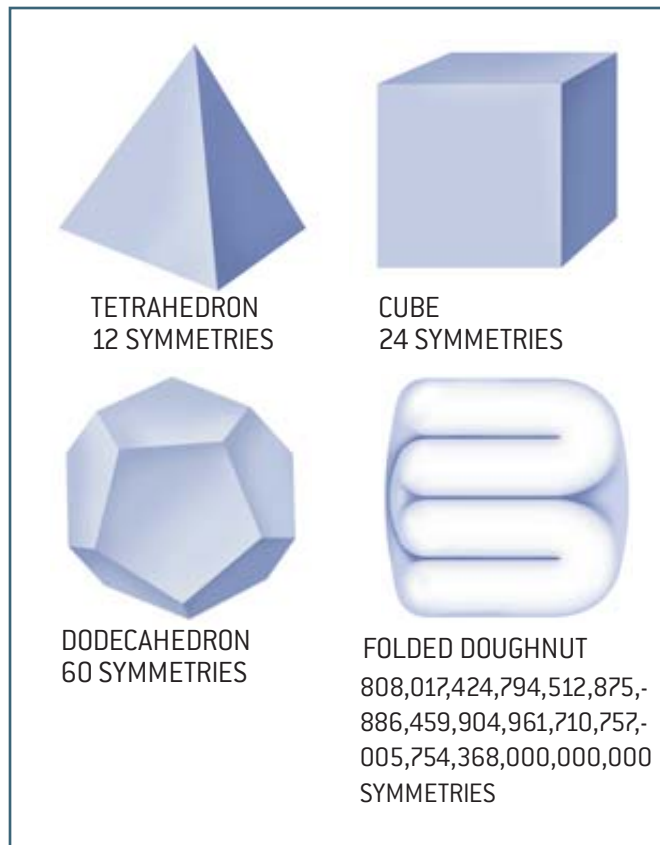 TETRAHEDRON
12 SYMMETRIES
CUBE
24 SYMMETRIES
DODECAHEDRON
60 SYMMETRIES
FOLDED DOUGHNUT
808,017,424,794,512,875,-
886,459,904,961,710,757,-
005,754,368,000,000,000
SYMMETRIES